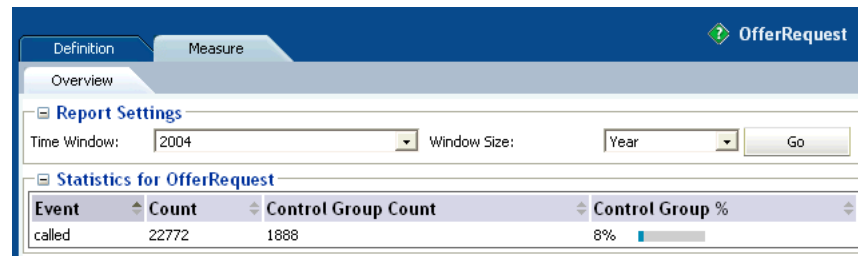 OfferRequest
Definition Measure
Overview
Report Settings
Time Window: 2004 Window Size: Year Go
Statistics for OfferRequest
Event Count Control Group Count Control Group %
called 22772 1888 8%